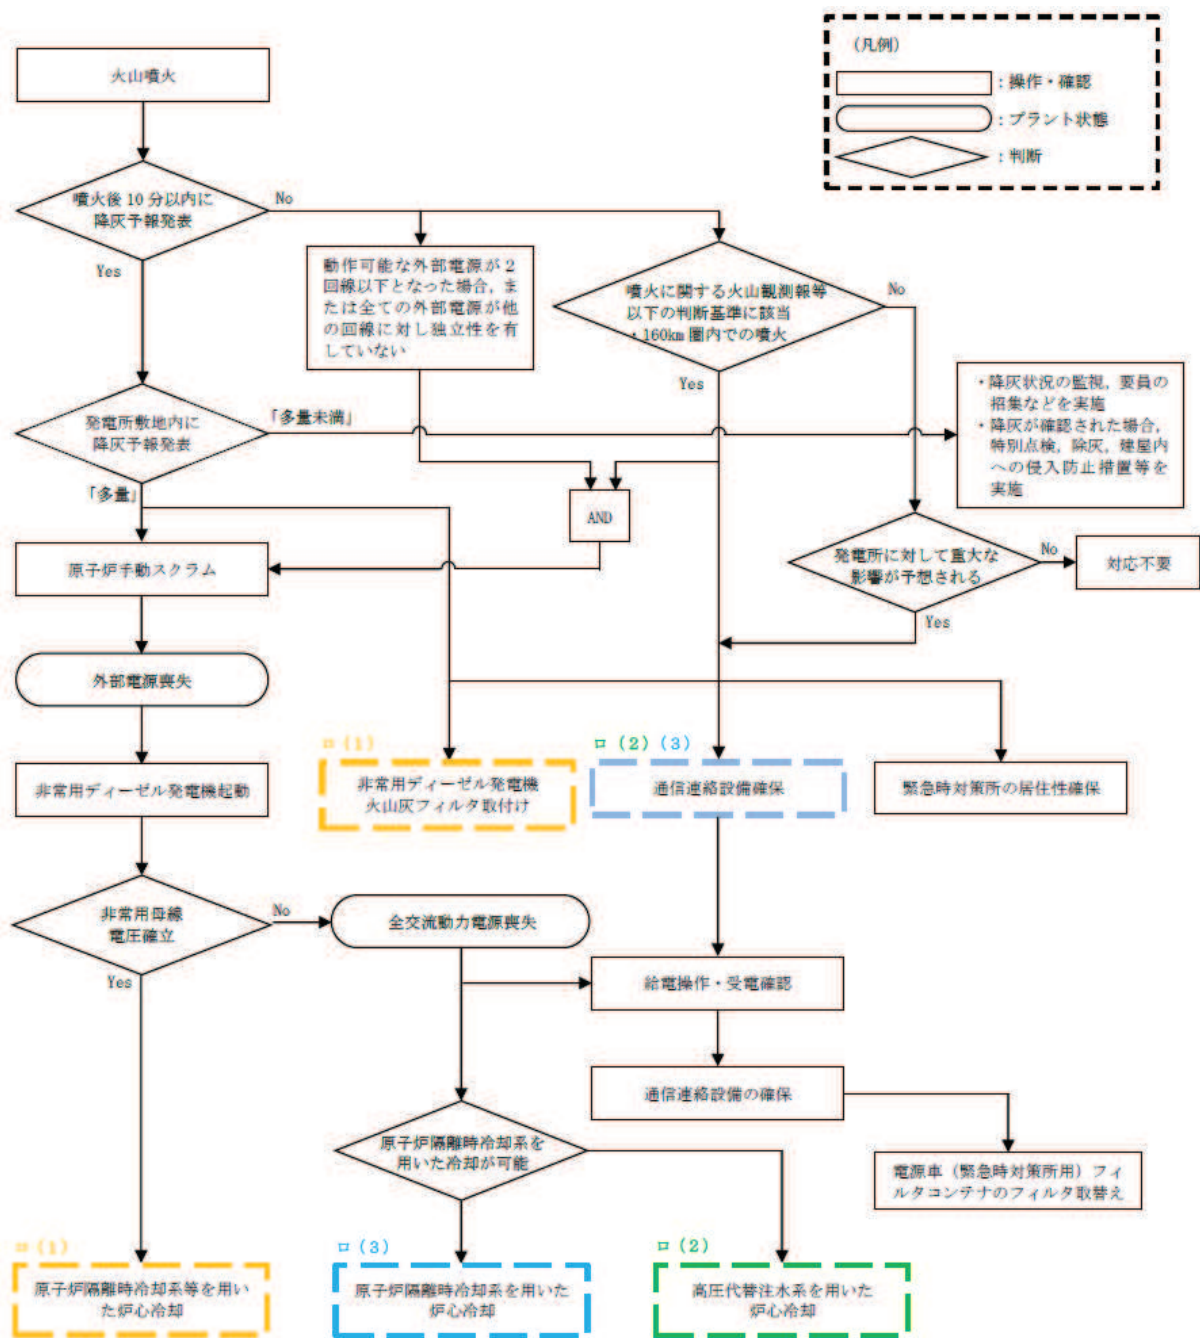 (凡例)
:操作・確認
:プラント状態
:判断
火山噴火
噴火後10分以内に
降灰予報発表
No
Yes
動作可能な外部電源が2
回線以下となった場合，ま
たは全ての外部電源が他
の回線に対し独立性を有
していない
噴火に関する火山観測報等
以下の判断基準に該当
・160km圏内での噴火
No
Yes
・降灰状況の監視，要員の
招集などを実施
・降灰が確認された場合，
特別点検，除灰，建屋内
への侵入防止措置等を
実施
発電所敷地内に
降灰予報発表
「多量未満」
「多量」
AND
原子炉手動スクラム
発電所に対して重大な
影響が予想される
No
対応不要
Yes
外部電源喪失
ロ(1)
ロ(2)(3)
非常用ディーゼル発電機起動
非常用ディーゼル発電機
火山灰フィルタ取付け
通信連絡設備確保
緊急時対策所の居住性確保
非常用母線
電圧確立
No
Yes
全交流動力電源喪失
給電操作・受電確認
通信連絡設備の確保
原子炉隔離時冷却系を
用いた冷却が可能
電源車（緊急時対策所用）フィ
ルタコンテナのフィルタ取替え
ロ(1)
ロ(3)
ロ(2)
原子炉隔離時冷却系等を用い
た炉心冷却
原子炉隔離時冷却系を用いた
炉心冷却
高圧代替注水系を用いた
炉心冷却